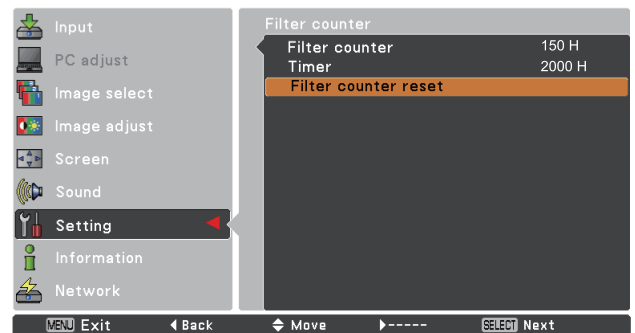 Input
PC adjust
Image select
Image adjust
Screen
Sound
Setting
Information
Network
Filter counter
Filter counter 150 H
Timer 2000 H
Filter counter reset
MENU Exit Back Move ----- SELECT Next